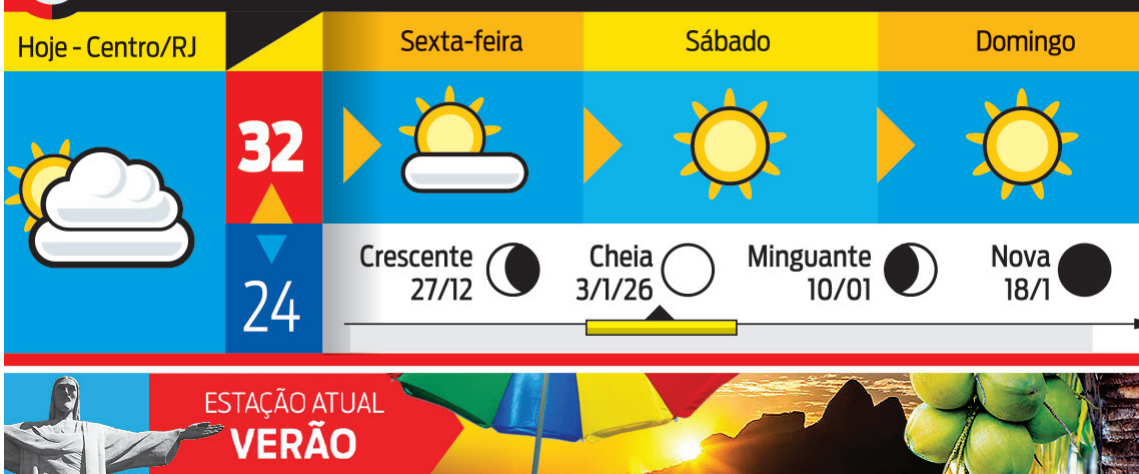 Hoje - Centro/RJ
Sexta-feira
Sábado
Domingo
32
24
Crescente
27/12
Cheia
3/1/26
Minguante
10/01
Nova
18/1
ESTAÇÃO ATUAL
VERÃO